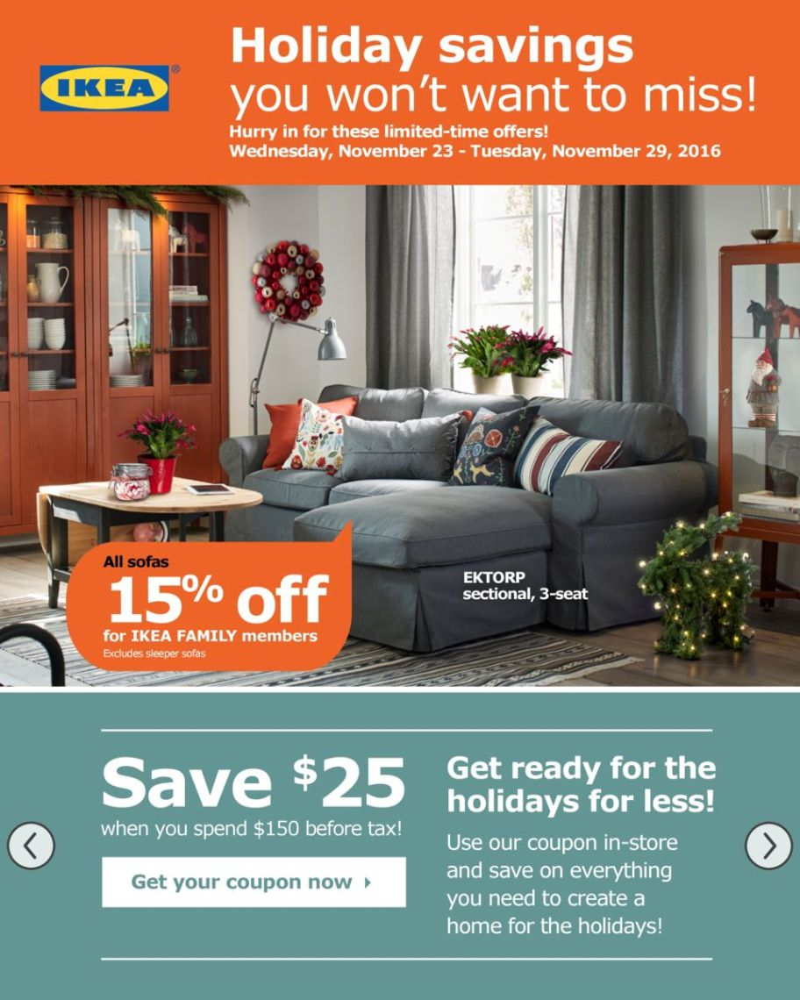 IKEA®
Holiday savings
you won't want to miss!
Hurry in for these limited-time offers!
Wednesday, November 23 - Tuesday, November 29, 2016
All sofas
15% off
for IKEA FAMILY members
Excludes sleeper sofas
EKTORP
sectional, 3-seat
Save $25
when you spend $150 before tax!
Get your coupon now
Get ready for the
holidays for less!
Use our coupon in-store
and save on everything
you need to create a
home for the holidays!